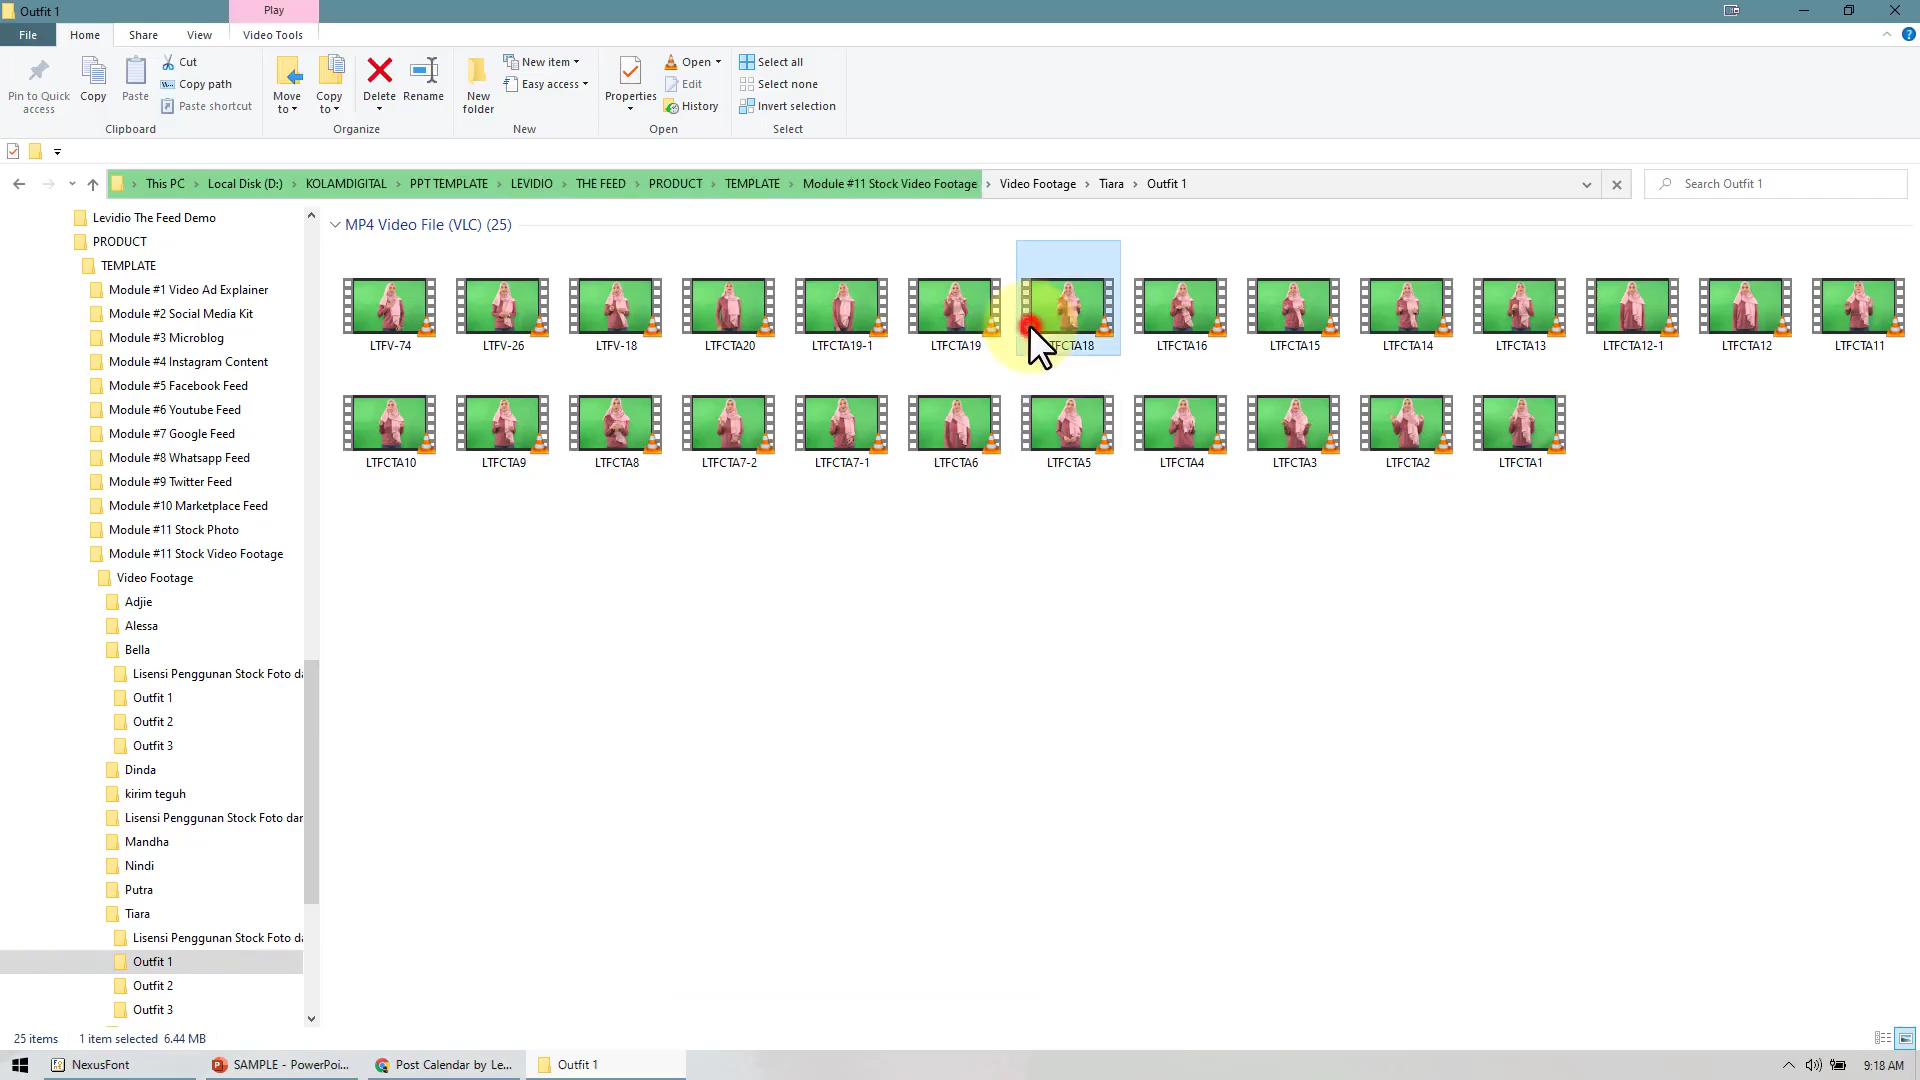 Outfit 1
Play
File
Home
Share
View
Video Tools
Pin to Quick access
Copy
Paste
Cut
Copy path
Paste shortcut
Clipboard
Move to
Copy to
Delete
Rename
Organize
New folder
New item
Easy access
New
Properties
Open
Edit
History
Open
Select all
Select none
Invert selection
Select
This PC
Local Disk (D:)
KOLAMDIGITAL
PPT TEMPLATE
LEVIDIO
THE FEED
PRODUCT
TEMPLATE
Module #11 Stock Video Footage
Video Footage
Tiara
Outfit 1
Search Outfit 1
Levidio The Feed Demo
PRODUCT
TEMPLATE
Module #1 Video Ad Explainer
Module #2 Social Media Kit
Module #3 Microblog
Module #4 Instagram Content
Module #5 Facebook Feed
Module #6 Youtube Feed
Module #7 Google Feed
Module #8 Whatsapp Feed
Module #9 Twitter Feed
Module #10 Marketplace Feed
Module #11 Stock Photo
Module #11 Stock Video Footage
Video Footage
Adjie
Alessa
Bella
Lisensi Penggunan Stock Foto da
Outfit 1
Outfit 2
Outfit 3
Dinda
kirim teguh
Lisensi Penggunan Stock Foto dar
Mandha
Nindi
Putra
Tiara
Lisensi Penggunan Stock Foto da
Outfit 1
Outfit 2
Outfit 3
MP4 Video File (VLC) (25)
LTFV-74
LTFV-26
LTFV-18
LTFCTA20
LTFCTA19-1
LTFCTA19
TFCTA18
LTFCTA16
LTFCTA15
LTFCTA14
LTFCTA13
LTFCTA12-1
LTFCTA12
LTFCTA11
LTFCTA10
LTFCTA9
LTFCTA8
LTFCTA7-2
LTFCTA7-1
LTFCTA6
LTFCTA5
LTFCTA4
LTFCTA3
LTFCTA2
LTFCTA1
25 items
1 item selected 6.44 MB
NexusFont
SAMPLE - PowerPoi...
Post Calendar by Le...
Outfit 1
9:18 AM